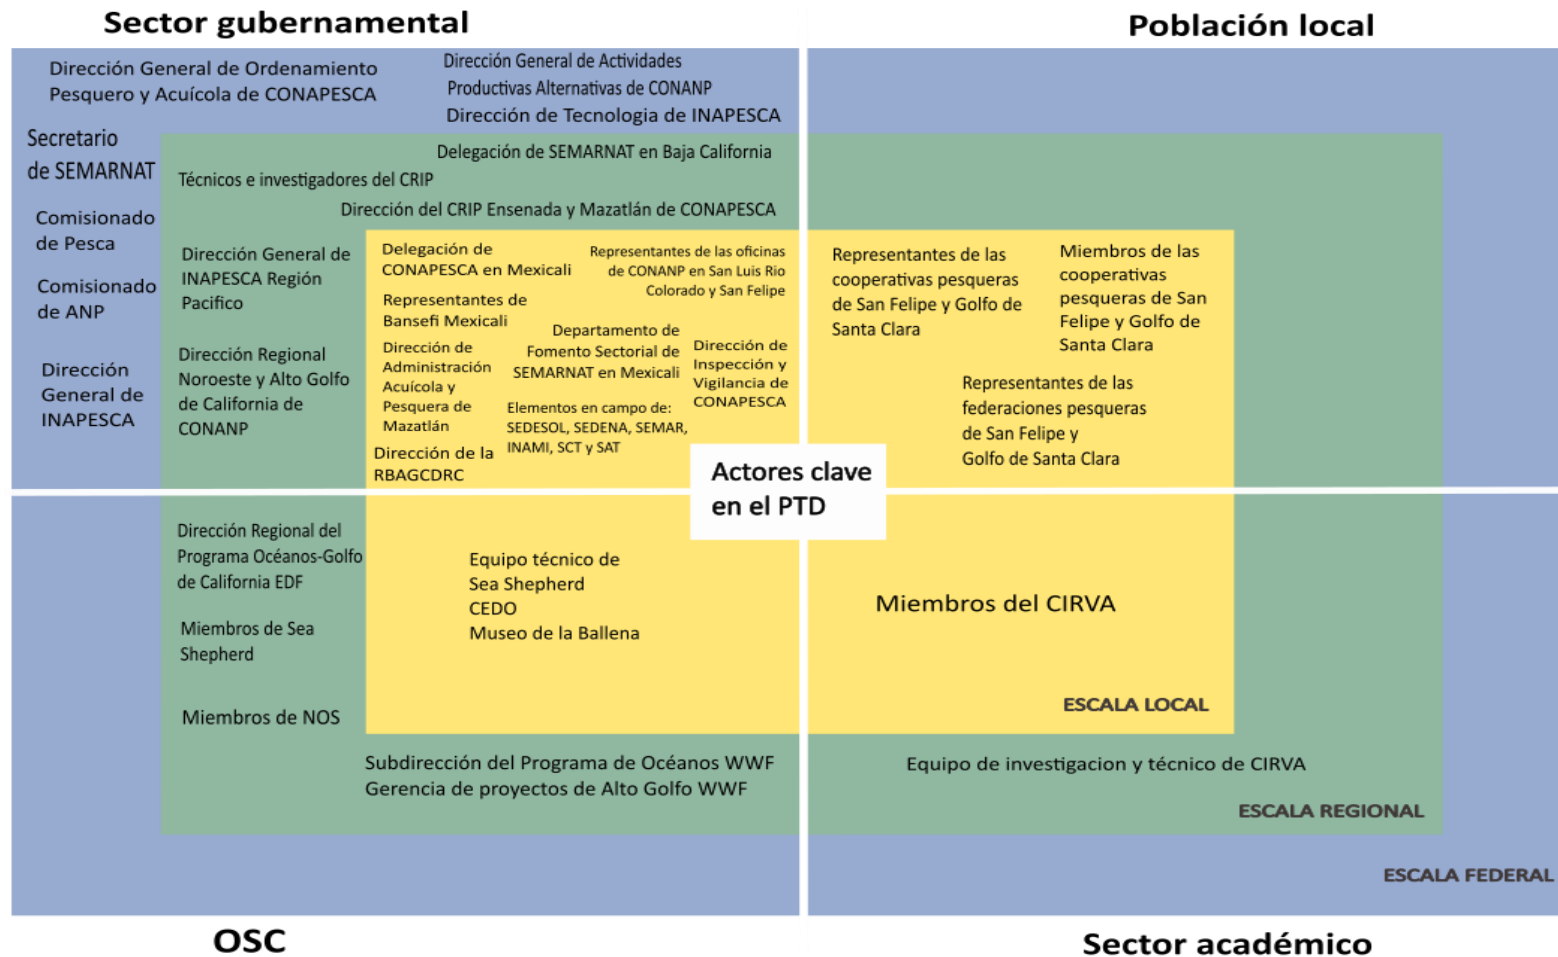 Sector gubernamental
Población local
Dirección General de Ordenamiento
Pesquero y Acuícola de CONAPESCA
Dirección General de Actividades
Productivas Alternativas de CONANP
Dirección de Tecnologia de INAPESCA
Secretario
de SEMARNAT
Comisionado
de Pesca
Comisionado
de ANP
Dirección
General de
INAPESCA
Delegación de SEMARNAT en Baja California
Técnicos e investigadores del CRIP
Dirección del CRIP Ensenada y Mazatlán de CONAPESCA
Dirección General de
INAPESCA Región
Pacifico
Dirección Regional
Noroeste y Alto Golfo
de California de
CONANP
Delegación de
CONAPESCA en Mexicali
Representantes de las oficinas
de CONANP en San Luis Rio
Colorado y San Felipe
Representantes de
Bansefi Mexicali
Departamento de
Fomento Sectorial de
SEMARNAT en Mexicali
Dirección de
Inspección y
Vigilancia de
CONAPESCA
Dirección de
Administración
Acuícola y
Pesquera de
Mazatlán
Elementos en campo de:
SEDESOL, SEDENA, SEMAR,
INAMI, SCT y SAT
Dirección de la
RBAGCDRC
Representantes de las
cooperativas pesqueras
de San Felipe y Golfo de
Santa Clara
Miembros de las
cooperativas
pesqueras de San
Felipe y Golfo de
Santa Clara
Representantes de las
federaciones pesqueras
de San Felipe y
Golfo de Santa Clara
Actores clave
en el PTD
Dirección Regional del
Programa Océanos-Golfo
de California EDF
Miembros de Sea
Shepherd
Miembros de NOS
Equipo técnico de
Sea Shepherd
CEDO
Museo de la Ballena
Subdirección del Programa de Océanos WWF
Gerencia de proyectos de Alto Golfo WWF
Miembros del CIRVA
ESCALA LOCAL
Equipo de investigacion y técnico de CIRVA
ESCALA REGIONAL
ESCALA FEDERAL
OSC
Sector académico